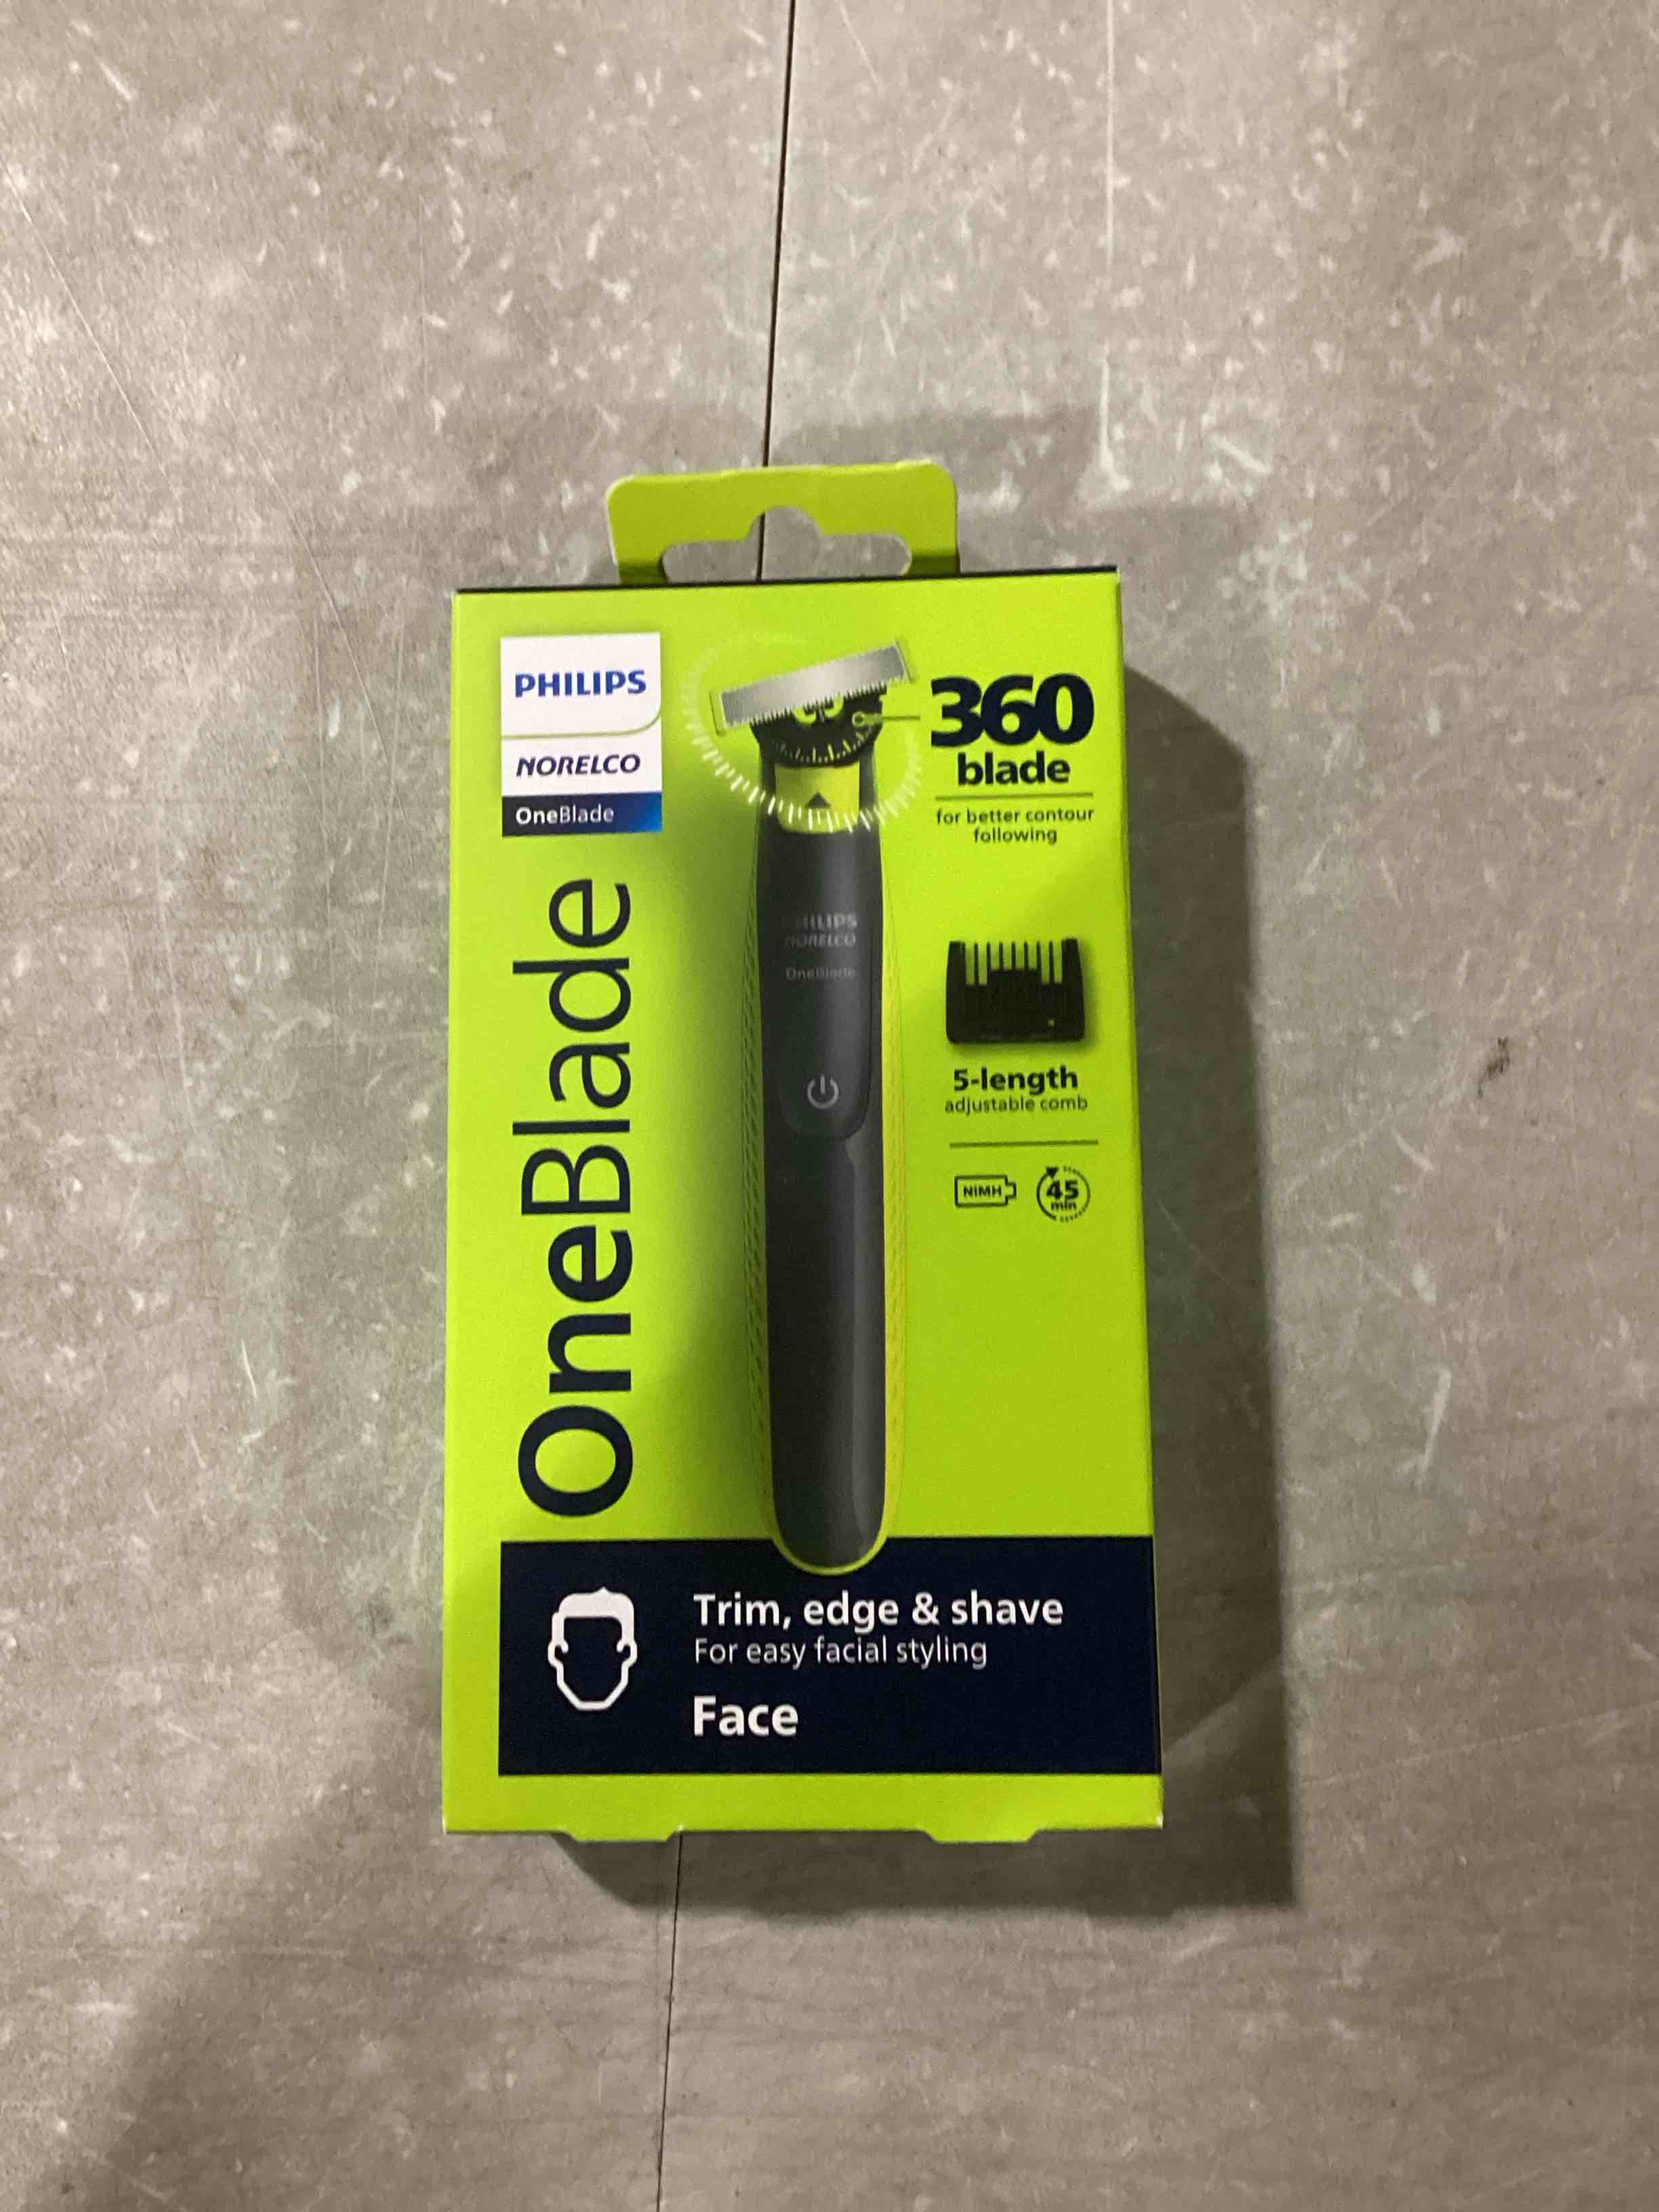 PHILIPS
NORELCO
OneBlade
OneBlade
360
blade
for better contour
following
PHILIPS
NORELCO
OneBlade
5-length
adjustable comb
NiMH
45
min
Trim, edge & shave
For easy facial styling
Face